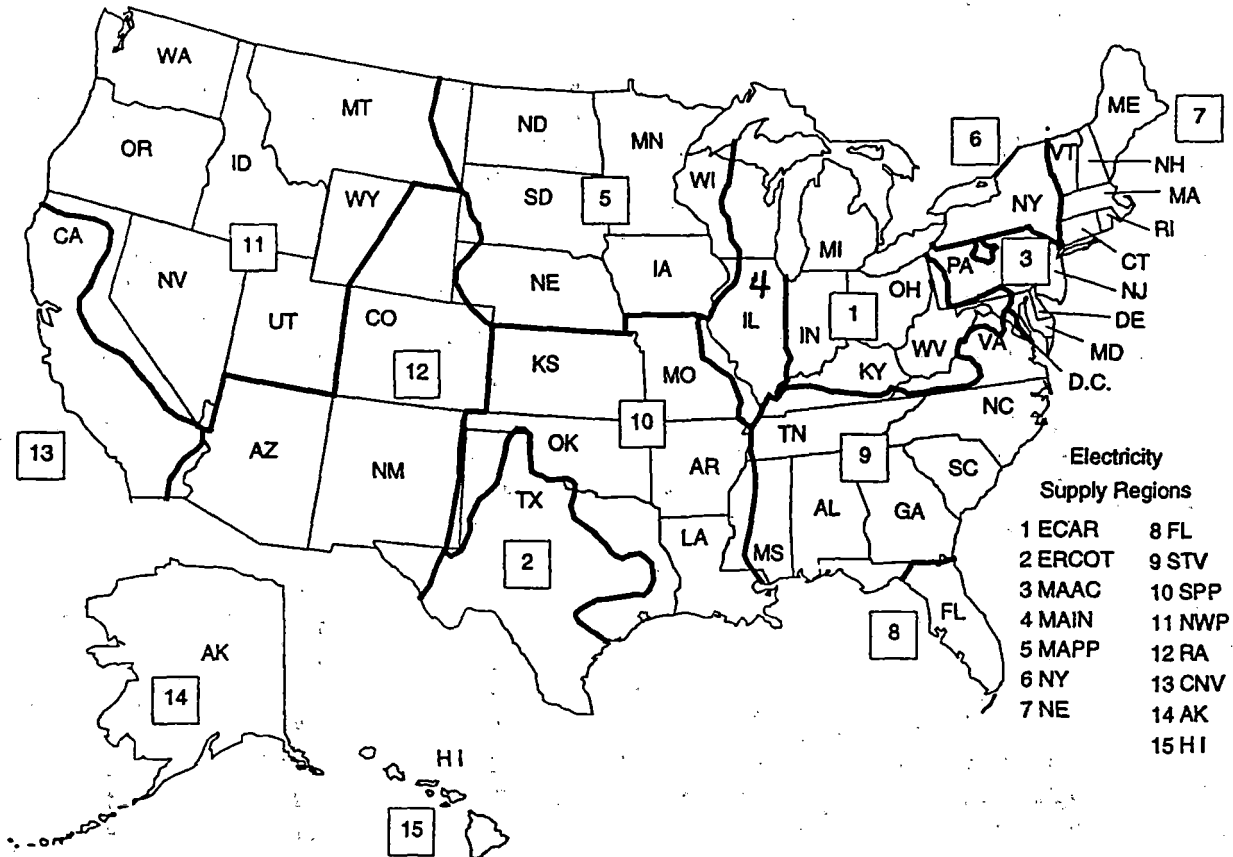 WA
MT
ND
MN
ME
7
OR
ID
6
VT
NH
WI
MA
WY
SD
5
NY
RI
CA
11
MI
CT
NV
NE
IA
PA
3
NJ
4
OH
DE
UT
CO
IL
IN
1
MD
WV
VA
D.C.
12
KS
MO
KY
NC
10
TN
13
AZ
NM
OK
AR
9
SC
TX
AL
GA
LA
MS
2
FL
8
AK
14
HI
15
Electricity
Supply Regions
1 ECAR
2 ERCOT
3 MAAC
4 MAIN
5 MAPP
6 NY
7 NE
8 FL
9 STV
10 SPP
11 NWP
12 RA
13 CNV
14 AK
15 HI